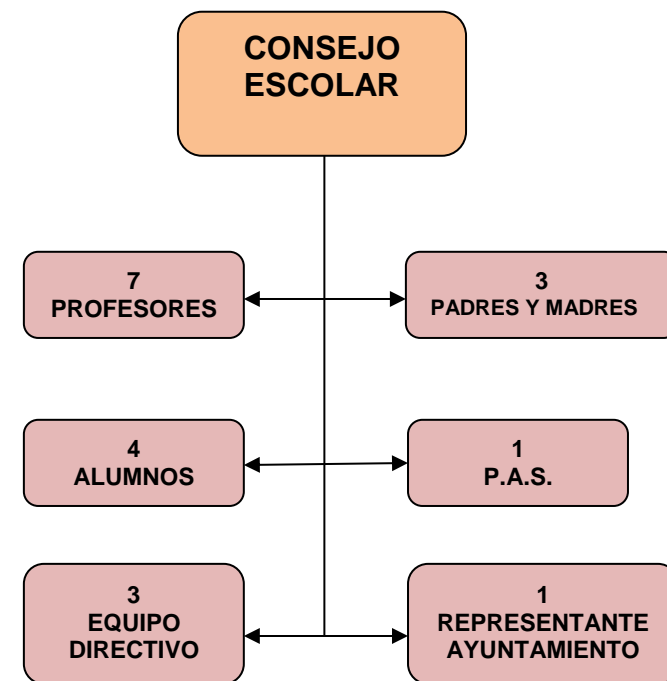 CONSEJO
ESCOLAR
7
PROFESORES
3
PADRES Y MADRES
4
ALUMNOS
1
P.A.S.
3
EQUIPO
DIRECTIVO
1
REPRESENTANTE
AYUNTAMIENTO